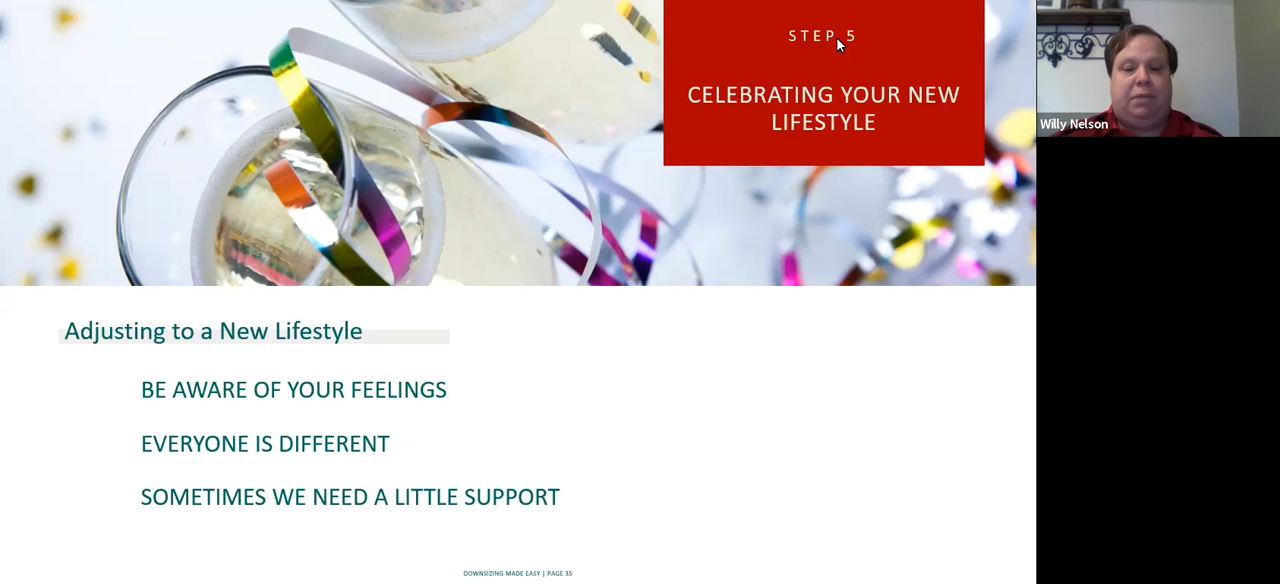 STEP 5
CELEBRATING YOUR NEW
LIFESTYLE
Willy Nelson
Adjusting to a New Lifestyle
BE AWARE OF YOUR FEELINGS
EVERYONE IS DIFFERENT
SOMETIMES WE NEED A LITTLE SUPPORT
DOWNSIZING MADE EASY | PAGE 35